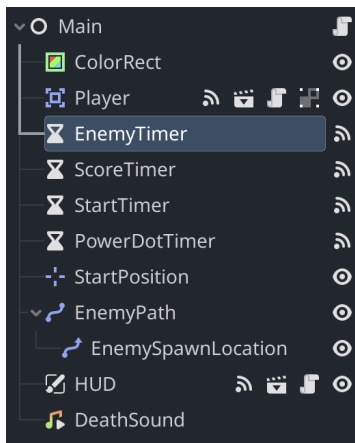 Main
ColorRect
Player
EnemyTimer
ScoreTimer
StartTimer
PowerDotTimer
StartPosition
EnemyPath
EnemySpawnLocation
HUD
DeathSound